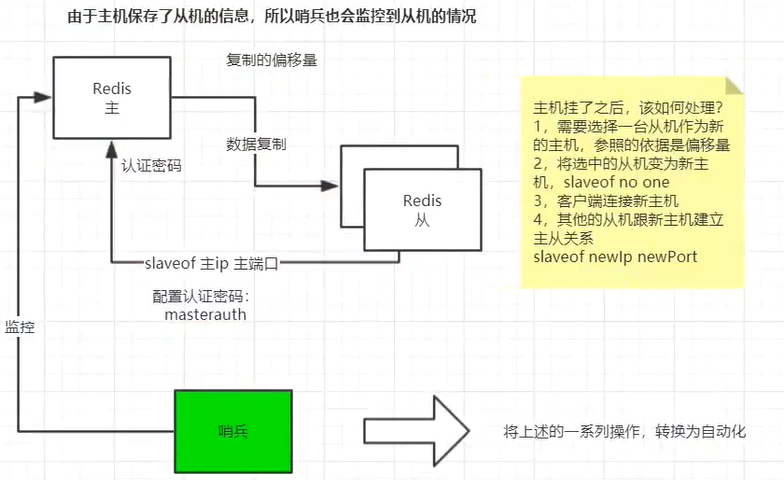 由于主机保存了从机的信息，所以哨兵也会监控到从机的情况
复制的偏移量
Redis
主
数据复制
认证密码
Redis
从
slaveof 主ip 主端口
配置认证密码：
masterauth
监控
哨兵
主机挂了之后，该如何处理？
1，需要选择一台从机作为新
的主机，参照的依据是偏移量
2，将选中的从机变为新主
机，slaveof no one
3，客户端连接新主机
4，其他的从机跟新主机建立
主从关系
slaveof newIp newPort
将上述的一系列操作，转换为自动化